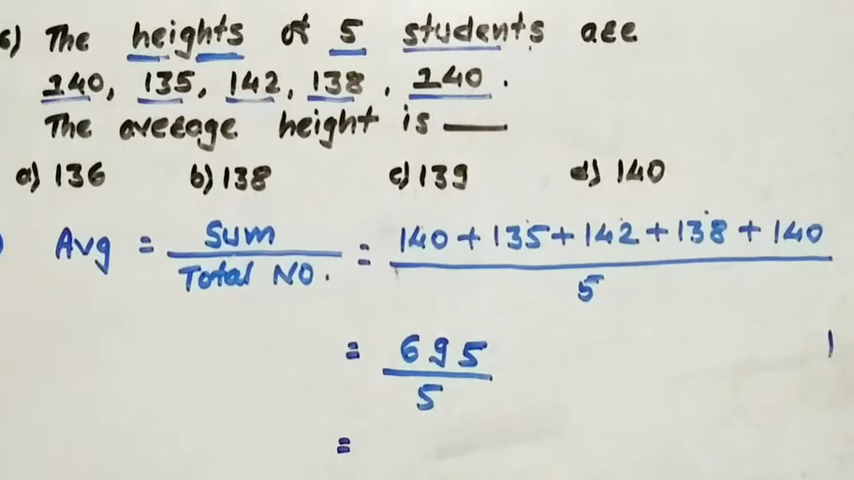 6) The heights of 5 students are
140, 135, 142, 138, 140.
The average height is ___
a) 136 b) 138 c) 139 d) 140
) Avg = Sum / Total NO. = 140 + 135 + 142 + 138 + 140 / 5
= 695 / 5
=